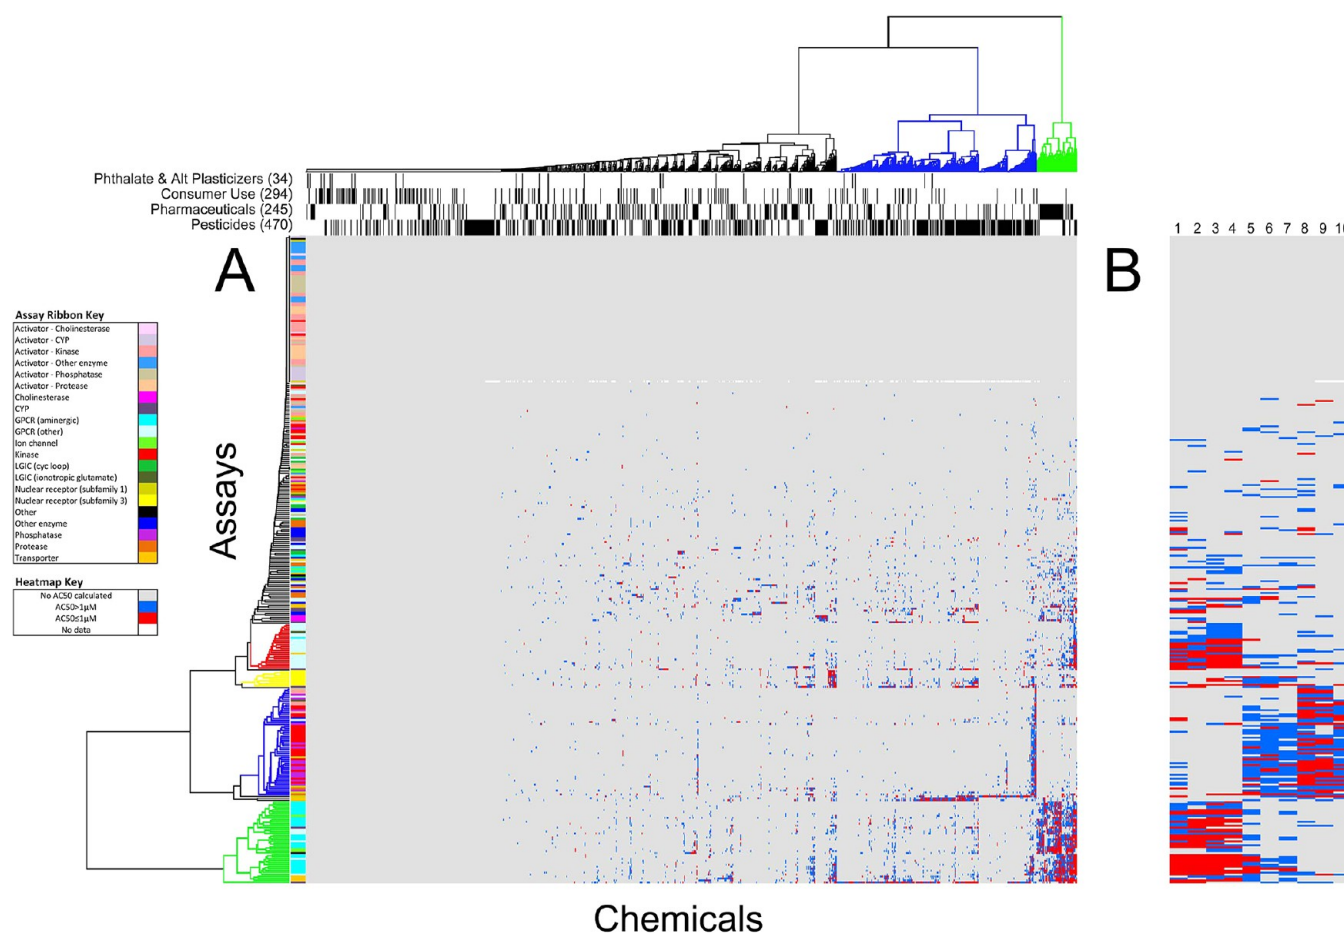 Phthalate & Alt Plasticizers (34)
Consumer Use (294)
Pharmaceuticals (245)
Pesticides (470)
A
B
1 2 3 4 5 6 7 8 9 10
Assay Ribbon Key
Activator - Cholinesterase
Activator - CYP
Activator - Kinase
Activator - Other enzyme
Activator - Phosphatase
Activator - Protease
Cholinesterase
CYP
GPCR (aminergic)
GPCR (other)
Ion channel
Kinase
LGIC (cyc loop)
LGIC (ionotropic glutamate)
Nuclear receptor (subfamily 1)
Nuclear receptor (subfamily 3)
Other
Other enzyme
Phosphatase
Protease
Transporter
Heatmap Key
No AC50 calculated
AC50>1µM
AC50≤1µM
No data
Assays
Chemicals